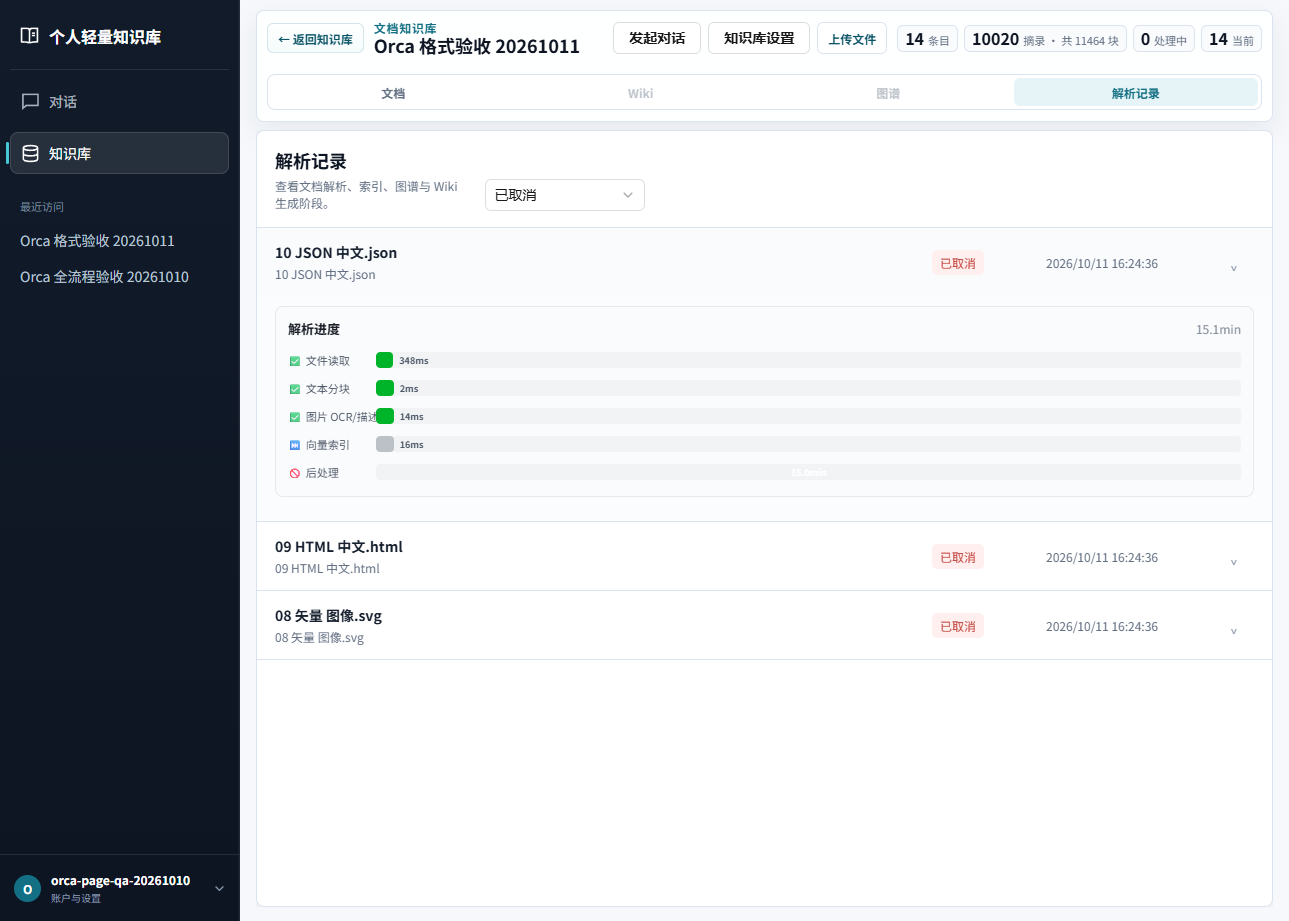 个人轻量知识库
对话
知识库
最近访问
Orca 格式验收 20261011
Orca 全流程验收 20261010
O
orca-page-qa-20261010
账户与设置
← 返回知识库
文档知识库
Orca 格式验收 20261011
发起对话
知识库设置
上传文件
14 条目
10020 摘录 · 共 11464 块
0 处理中
14 当前
文档
Wiki
图谱
解析记录
解析记录
查看文档解析、索引、图谱与 Wiki
生成阶段。
已取消
10 JSON 中文.json
10 JSON 中文.json
已取消
2026/10/11 16:24:36
v
解析进度
15.1min
文件读取
348ms
文本分块
2ms
图片 OCR/描述
14ms
向量索引
16ms
后处理
15.0min
09 HTML 中文.html
09 HTML 中文.html
已取消
2026/10/11 16:24:36
v
08 矢量 图像.svg
08 矢量 图像.svg
已取消
2026/10/11 16:24:36
v